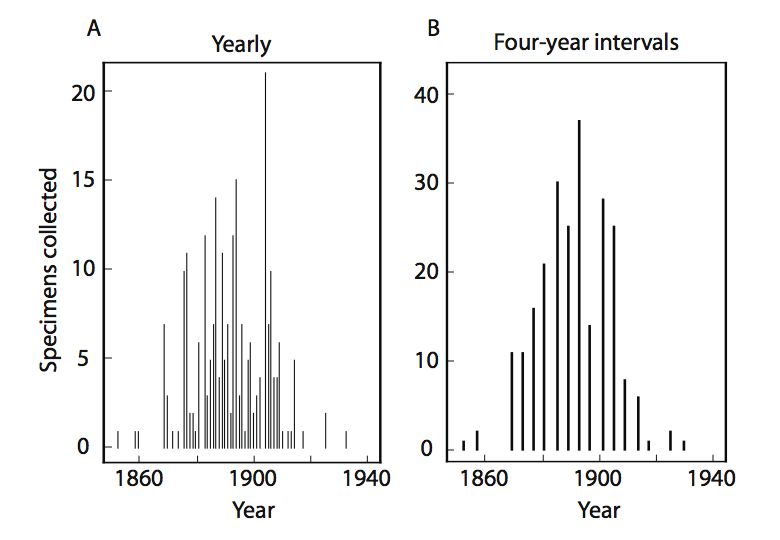 A
Yearly
Specimens collected
20
15
10
5
0
1860 1900 1940
Year
B
Four-year intervals
40
30
20
10
0
1860 1900 1940
Year